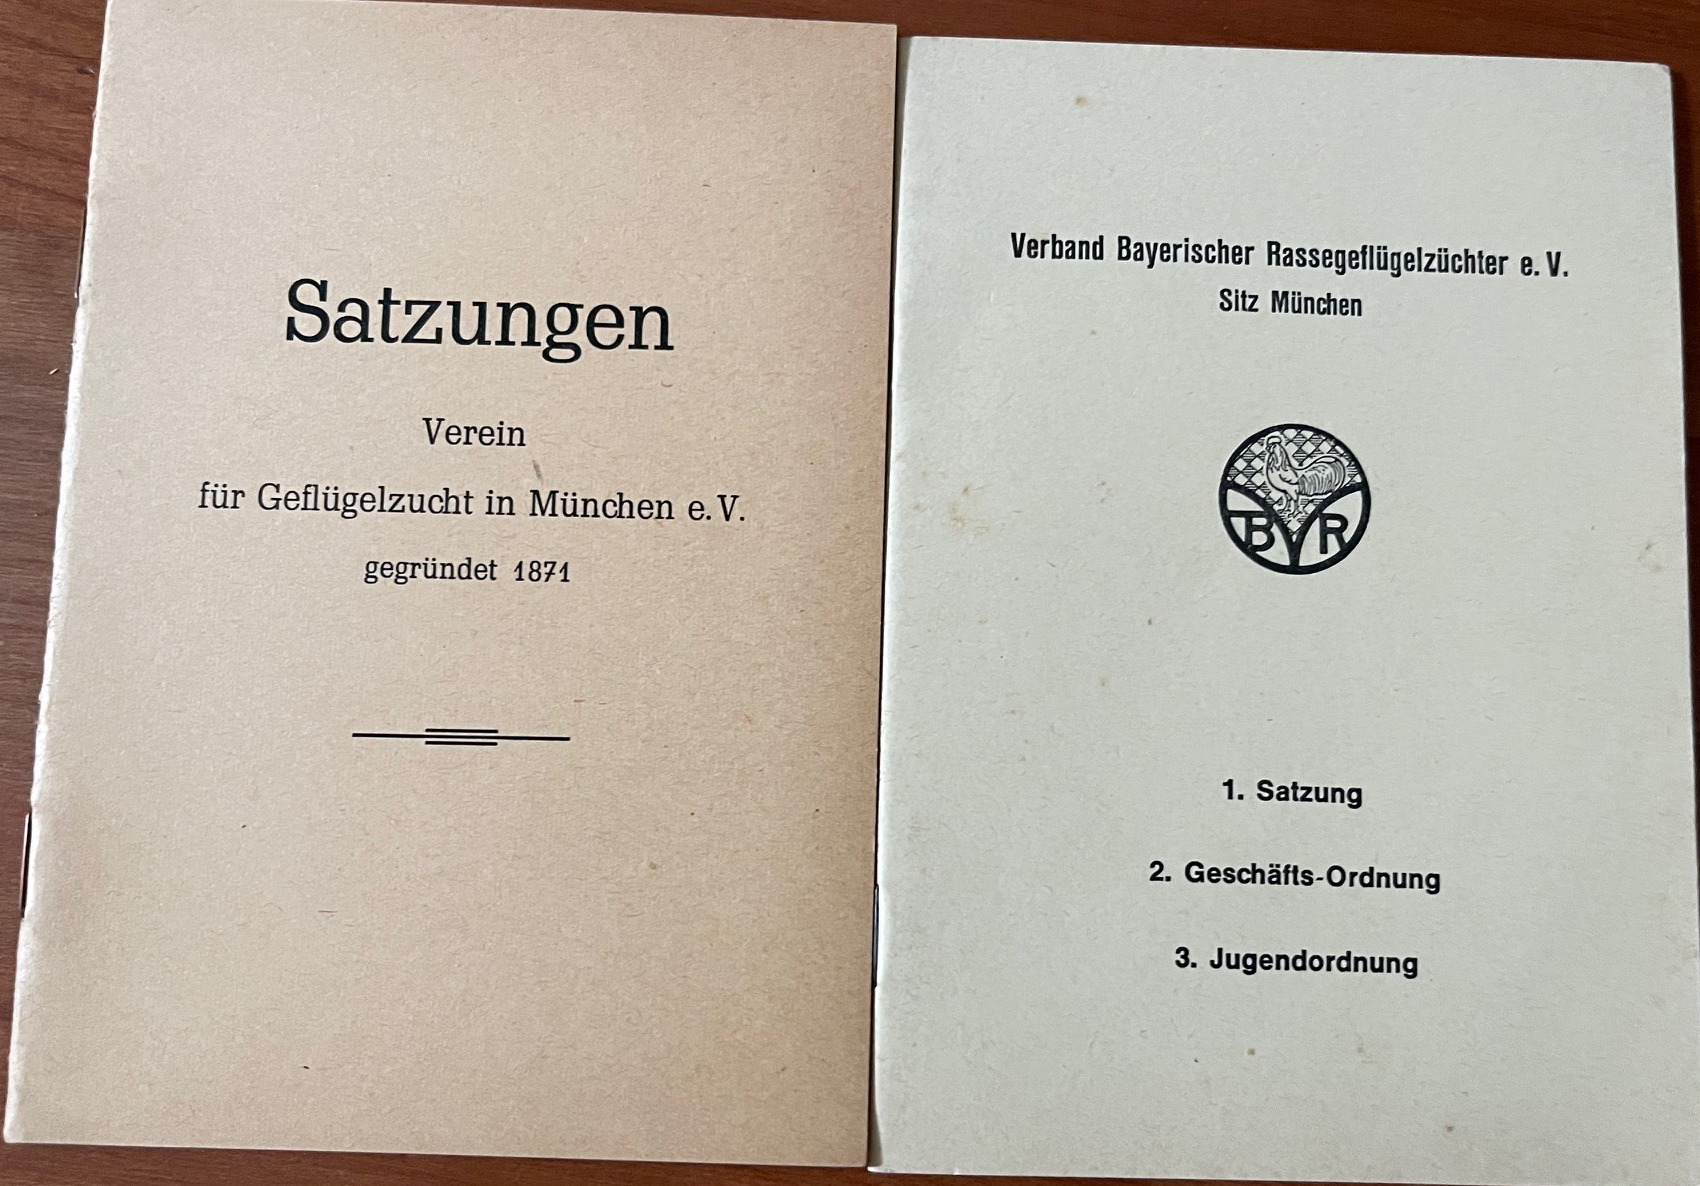 Satzungen
Verein
für Geflügelzucht in München e.V.
gegründet 1871
Verband Bayerischer Rassegeflügelzüchter e.V.
Sitz München
B V R
1. Satzung
2. Geschäfts-Ordnung
3. Jugendordnung